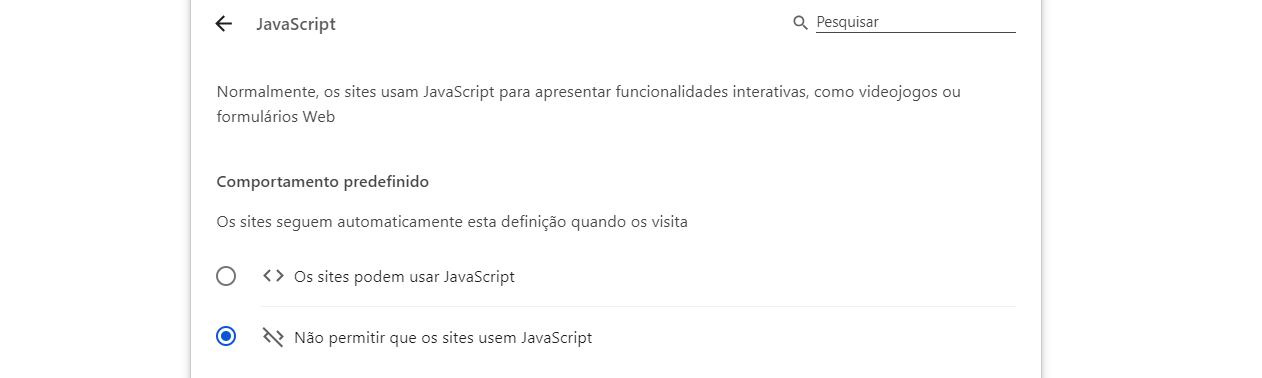 JavaScript
Pesquisar
Normalmente, os sites usam JavaScript para apresentar funcionalidades interativas, como videojogos ou
formulários Web
Comportamento predefinido
Os sites seguem automaticamente esta definição quando os visita
Os sites podem usar JavaScript
Não permitir que os sites usem JavaScript